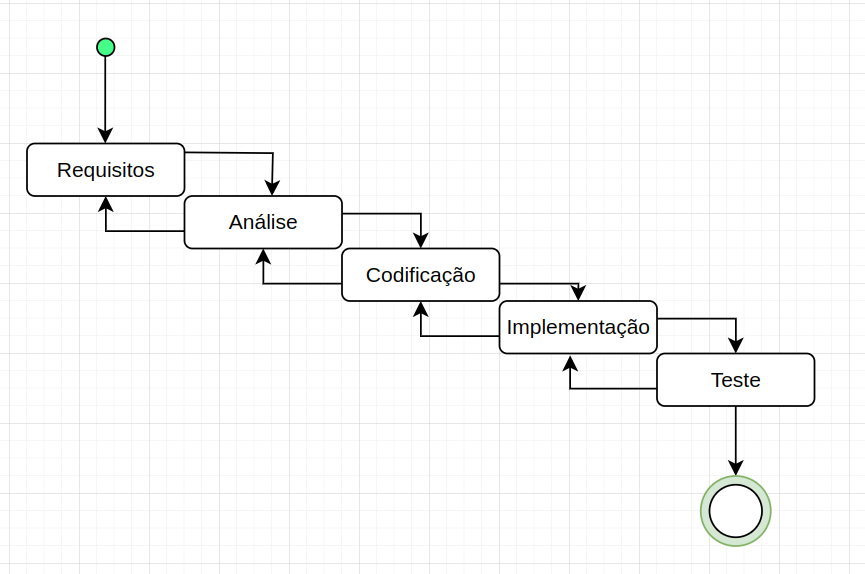 Requisitos
Análise
Codificação
Implementação
Teste